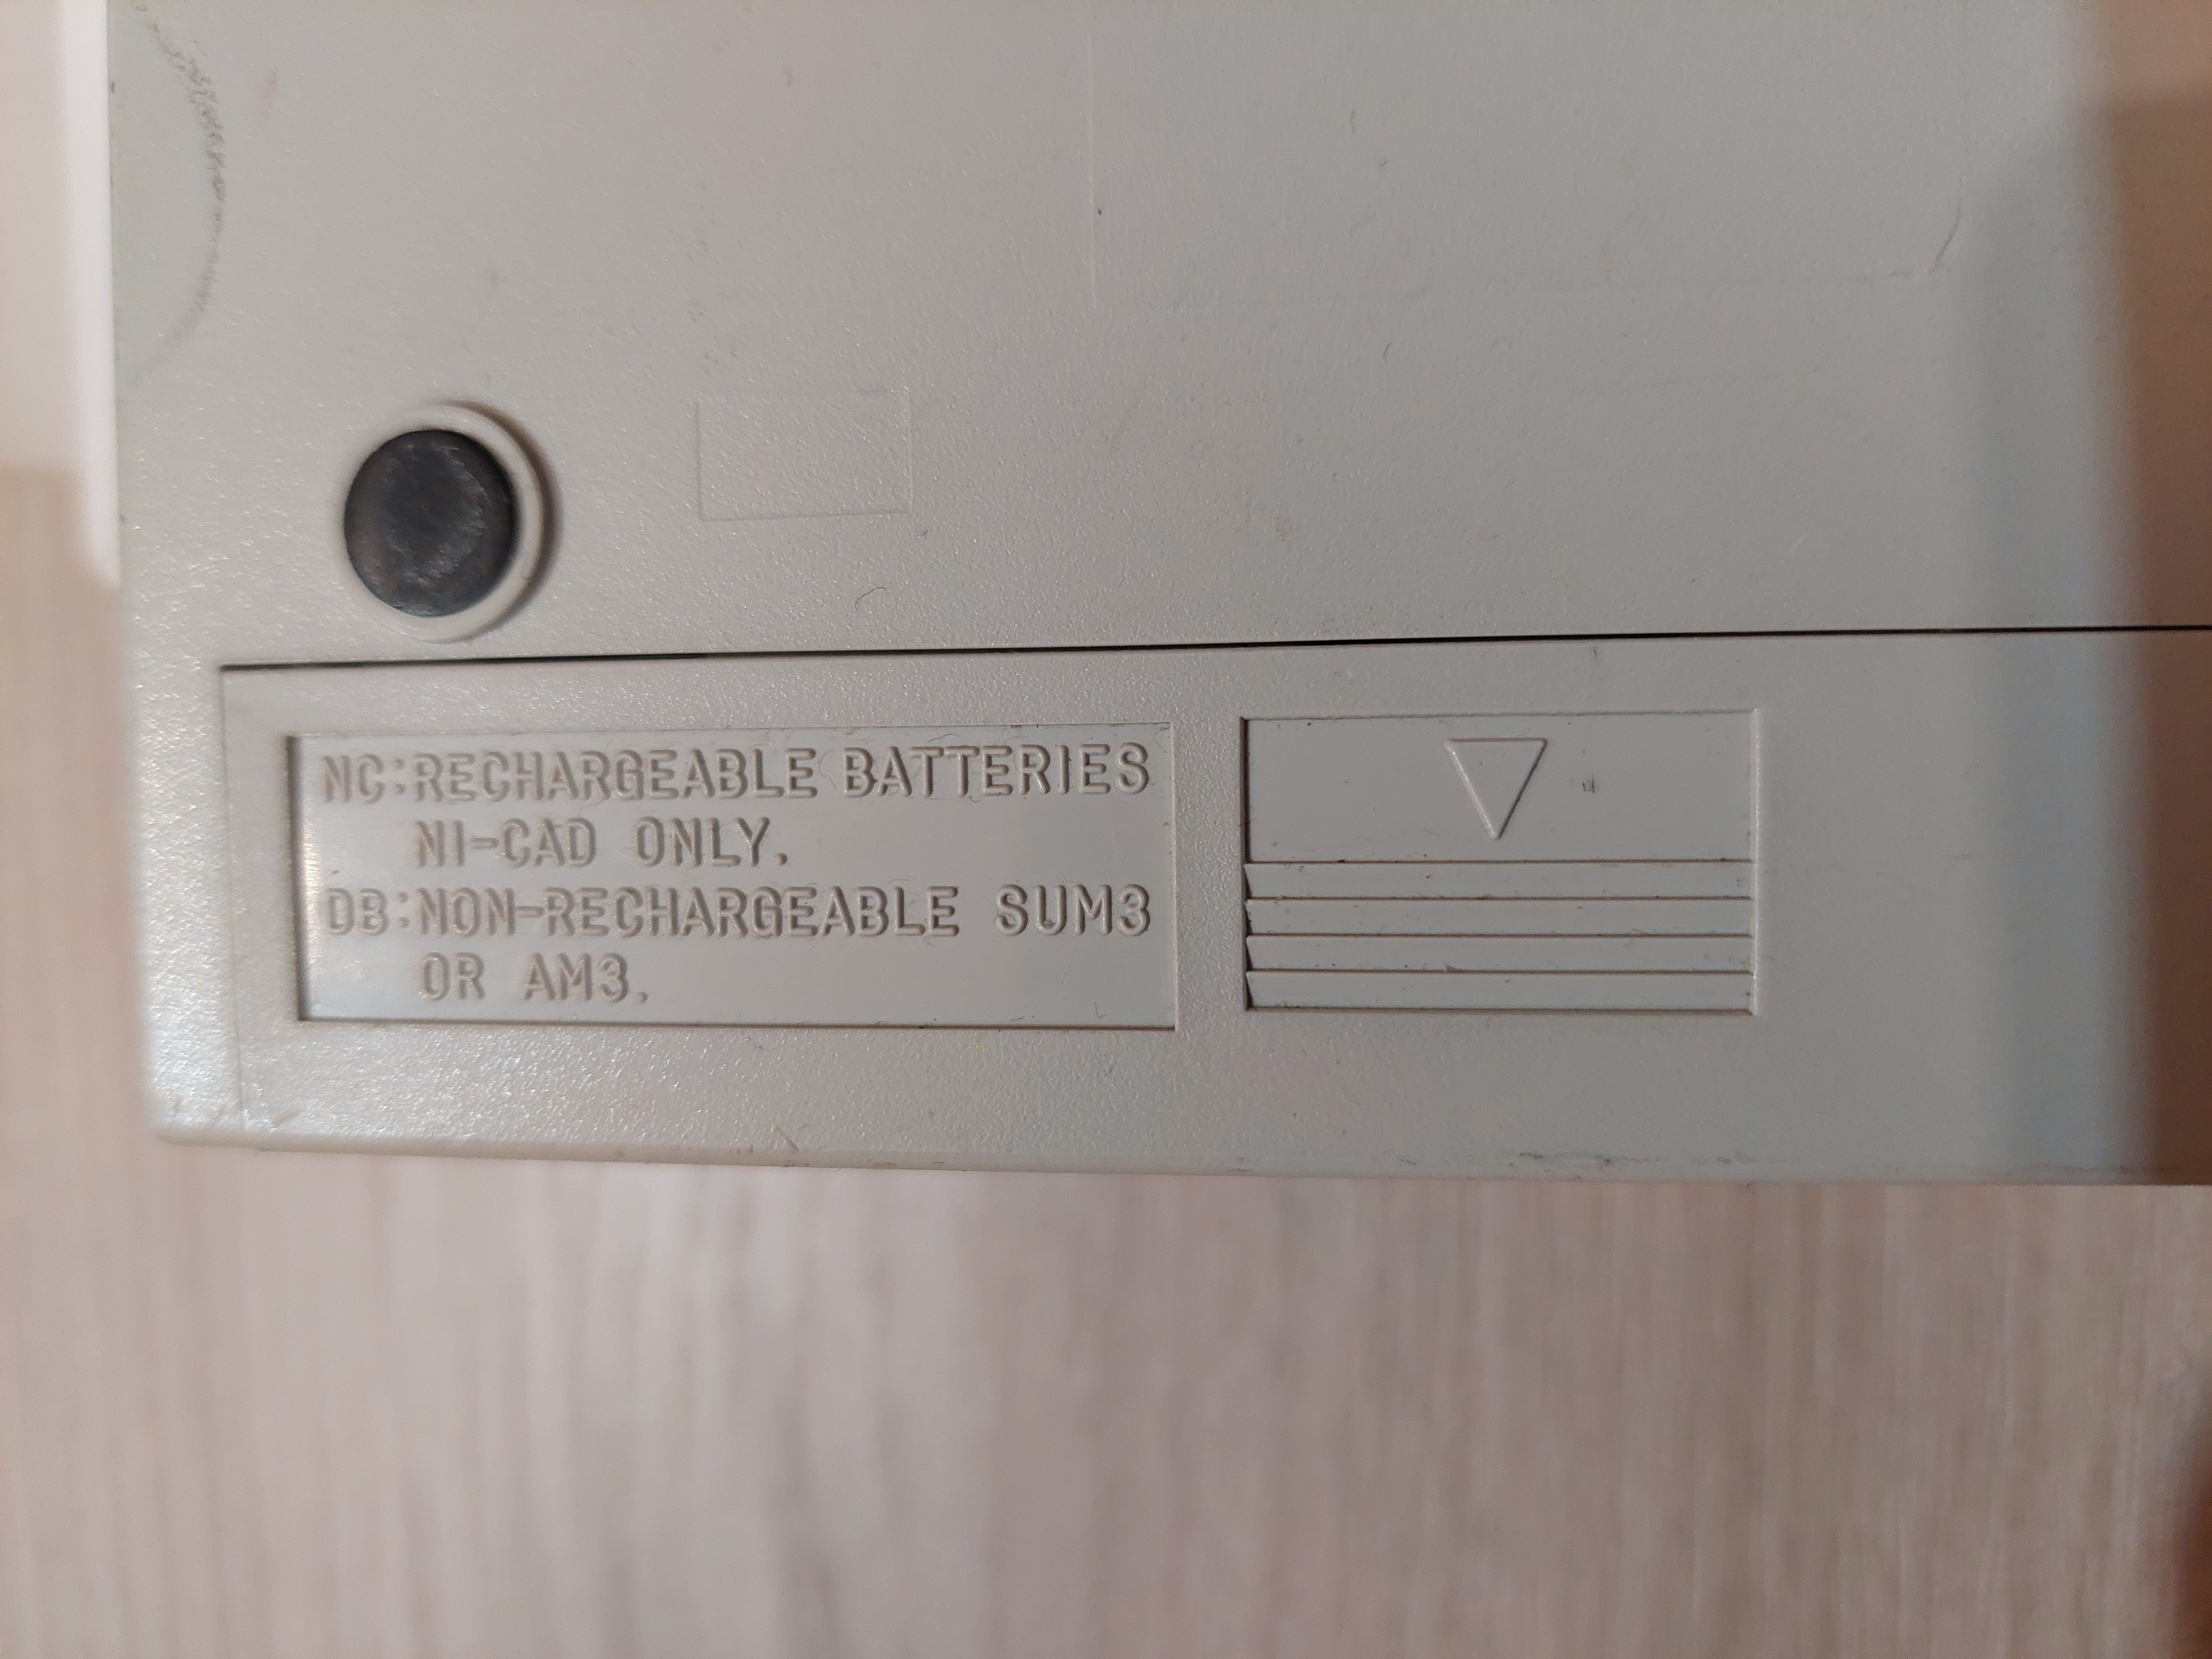 NC:RECHARGEABLE BATTERIES
NI-CAD ONLY.
DB:NON-RECHARGEABLE SUM3
OR AM3.